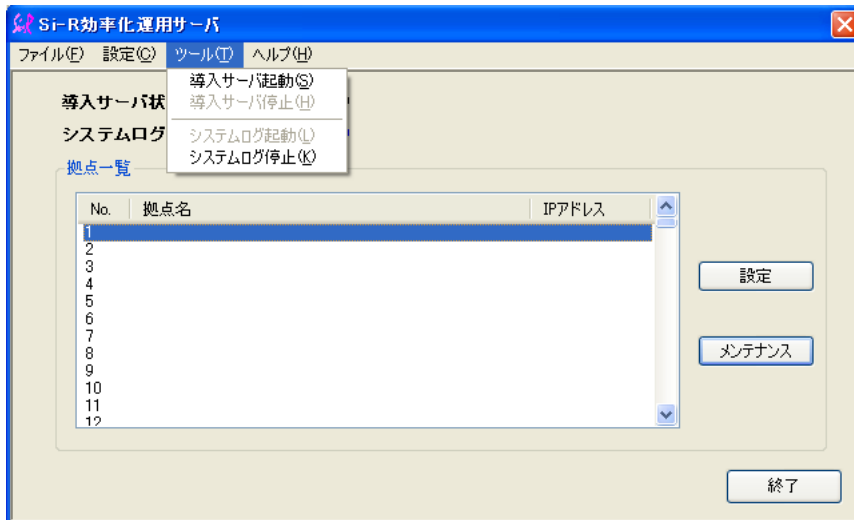 Si-R効率化運用サーバ
ファイル(F) 設定(C) ツール(T) ヘルプ(H)
導入サーバ起動(S)
導入サーバ停止(H)
システムログ起動(L)
システムログ停止(K)
導入サーバ状
システムログ
拠点一覧
No. 拠点名 IPアドレス
1
2
3
4
5
6
7
8
9
10
11
12
設定
メンテナンス
終了